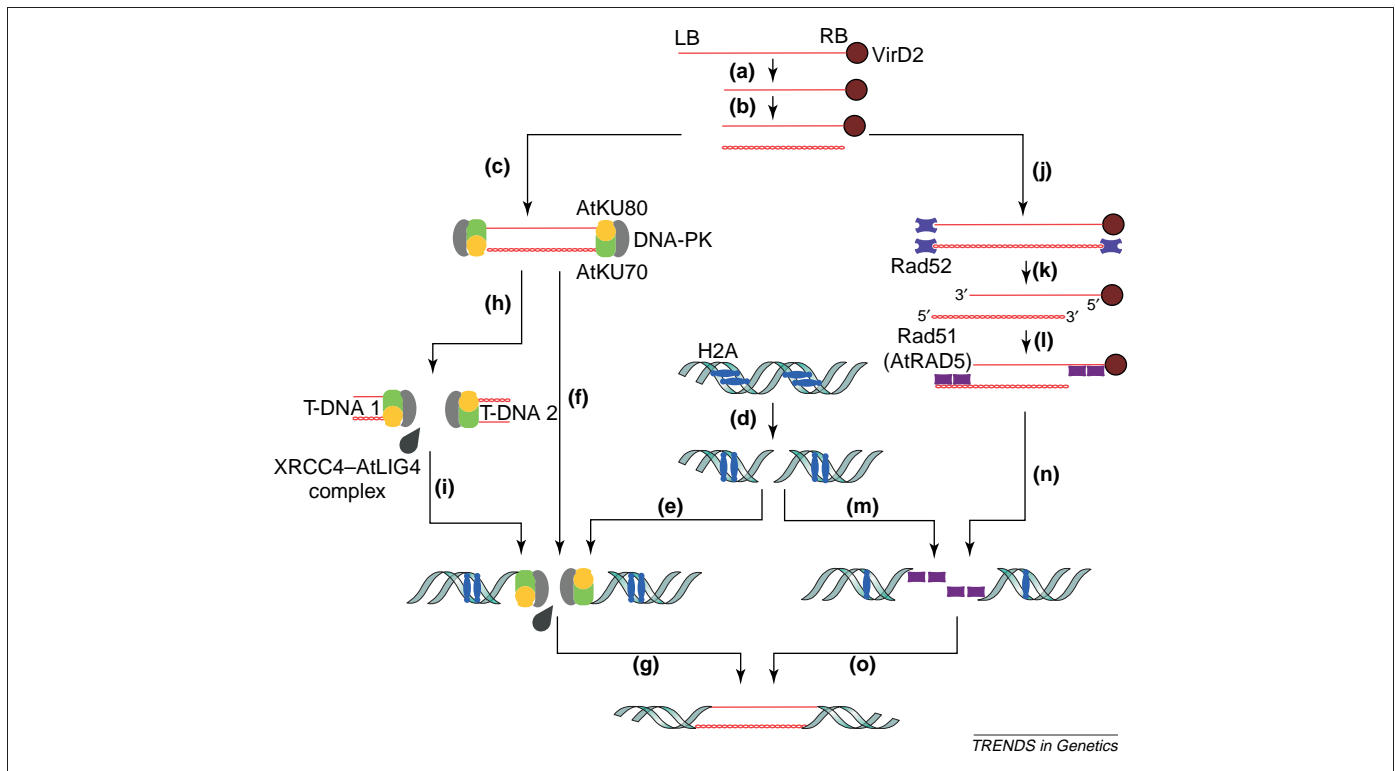 LB RB
VirD2
(a)
(b)
(c)
(j)
AtKU80
DNA-PK
AtKU70
Rad52
(k)
(h)
3′ 5′
5′ 3′
Rad51
(AtRAD5)
(l)
H2A
(f)
T-DNA 1
T-DNA 2
(d)
XRCC4–AtLIG4
complex
(i)
(n)
(e)
(m)
(g)
(o)
TRENDS in Genetics